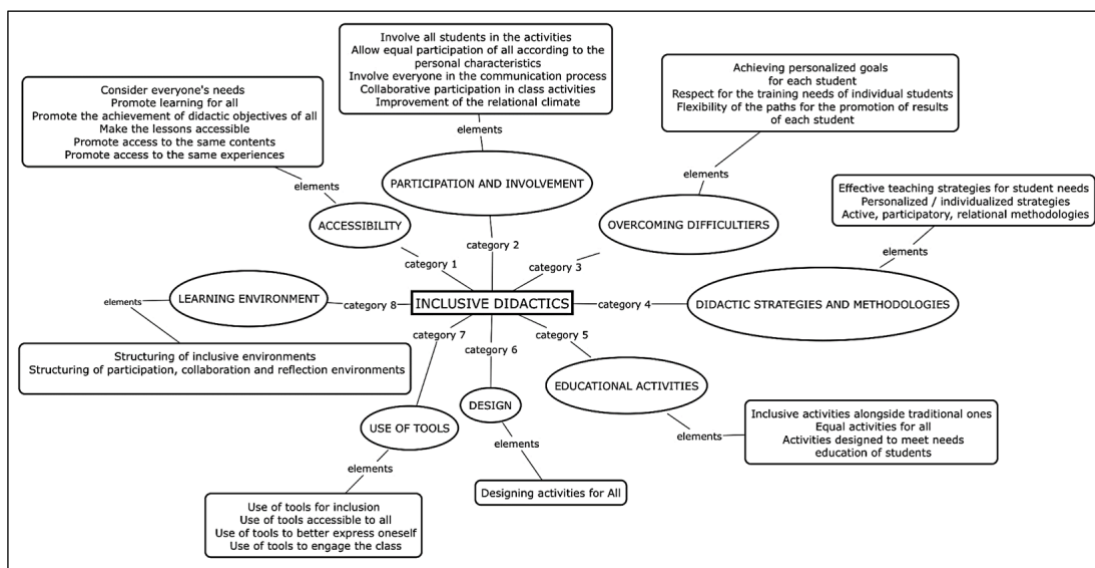 Involve all students in the activities
Allow equal participation of all according to the
personal characteristics
Involve everyone in the communication process
Collaborative participation in class activities
Improvement of the relational climate
elements
PARTICIPATION AND INVOLVEMENT
category 2
Consider everyone's needs
Promote learning for all
Promote the achievement of didactic objectives of all
Make the lessons accessible
Promote access to the same contents
Promote access to the same experiences
elements
ACCESSIBILITY
category 1
Achieving personalized goals
for each student
Respect for the training needs of individual students
Flexibility of the paths for the promotion of results
of each student
elements
OVERCOMING DIFFICULTIERS
category 3
Effective teaching strategies for student needs
Personalized / individualized strategies
Active, participatory, relational methodologies
elements
DIDACTIC STRATEGIES AND METHODOLOGIES
category 4
INCLUSIVE DIDACTICS
category 8
LEARNING ENVIRONMENT
elements
Structuring of inclusive environments
Structuring of participation, collaboration and reflection environments
category 7
USE OF TOOLS
elements
Use of tools for inclusion
Use of tools accessible to all
Use of tools to better express oneself
Use of tools to engage the class
category 6
DESIGN
elements
Designing activities for All
category 5
EDUCATIONAL ACTIVITIES
elements
Inclusive activities alongside traditional ones
Equal activities for all
Activities designed to meet needs
education of students